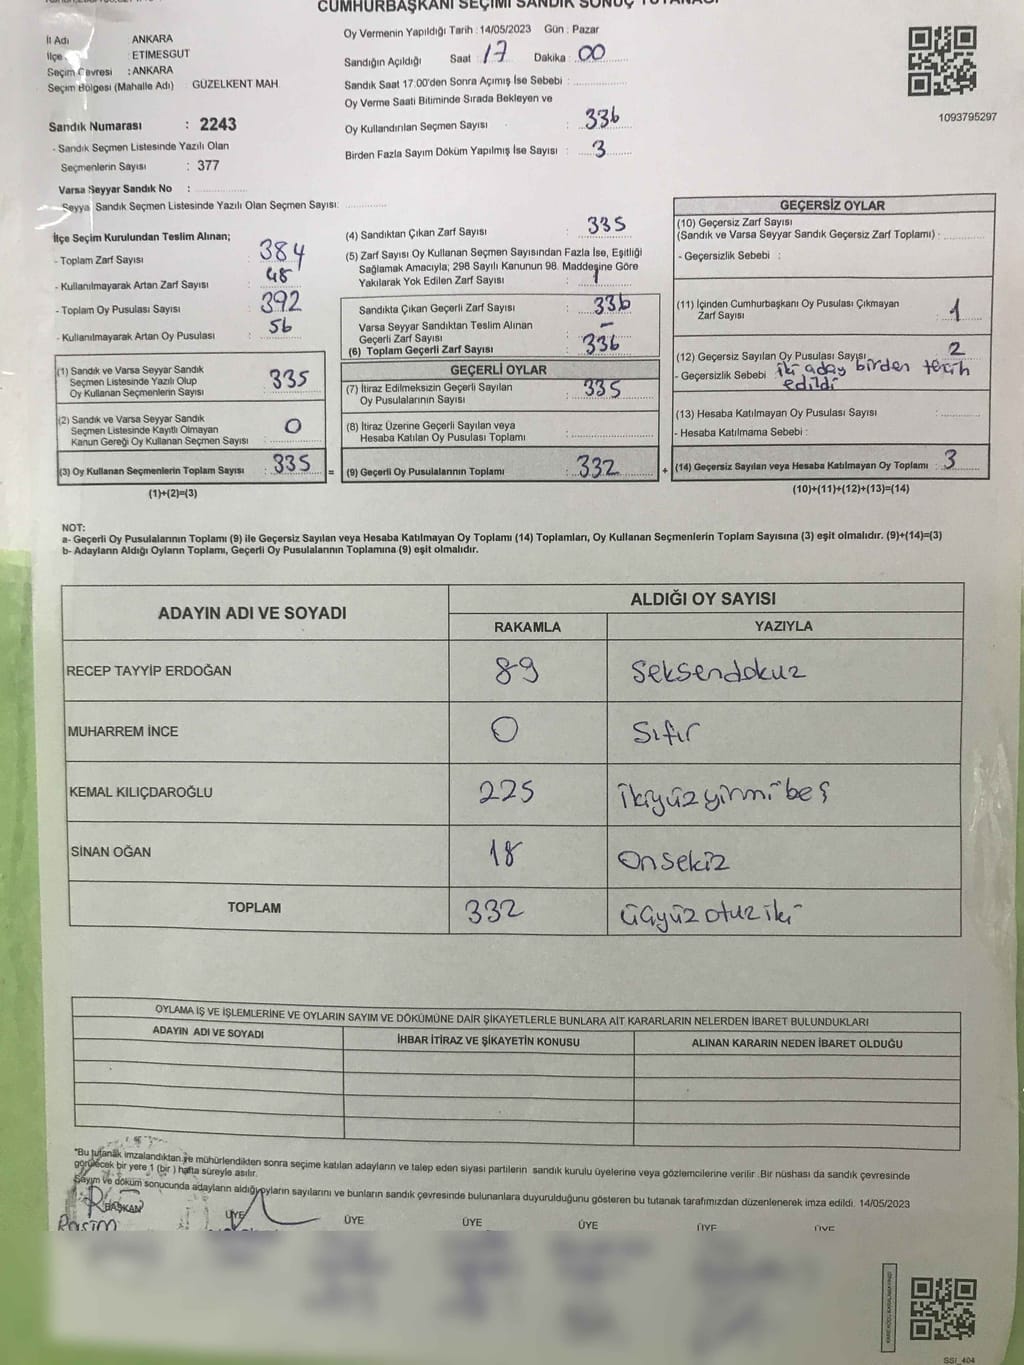 CUMHURBAŞKANI SEÇİMİ SANDIK SONUÇ TUTANAĞI
İl Adı ANKARA
İlçe : ETİMESGUT
Seçim Çevresi : ANKARA
Seçim Bölgesi (Mahalle Adı) GÜZELKENT MAH
Sandık Numarası : 2243
- Sandık Seçmen Listesinde Yazılı Olan
Seçmenlerin Sayısı : 377
Varsa Seyyar Sandık No :
Sandık Seçmen Listesinde Yazılı Olan Seçmen Sayısı:
Oy Vermenin Yapıldığı Tarih : 14/05/2023 Gün : Pazar
Sandığın Açıldığı Saat : 17 Dakika : 00
Sandık Saat 17:00'den Sonra Açımış İse Sebebi :
Oy Verme Saati Bitiminde Sırada Bekleyen ve
Oy Kullandırılan Seçmen Sayısı : 336
Birden Fazla Sayım Döküm Yapılmış İse Sayısı : 3
1093795297
İlçe Seçim Kurulundan Teslim Alınan;
- Toplam Zarf Sayısı : 384
- Kullanılmayarak Artan Zarf Sayısı : 48
- Toplam Oy Pusulası Sayısı : 392
- Kullanılmayarak Artan Oy Pusulası : 56
(1) Sandık ve Varsa Seyyar Sandık
Seçmen Listesinde Yazılı Olup
Oy Kullanan Seçmenlerin Sayısı : 335
(2) Sandık ve Varsa Seyyar Sandık
Seçmen Listesinde Kayıtlı Olmayan
Kanun Gereği Oy Kullanan Seçmen Sayısı : 0
(3) Oy Kullanan Seçmenlerin Toplam Sayısı : 335 =
(1)+(2)=(3)
(4) Sandıktan Çıkan Zarf Sayısı : 335
(5) Zarf Sayısı Oy Kullanan Seçmen Sayısından Fazla İse, Eşitliği
Sağlamak Amacıyla; 298 Sayılı Kanunun 98. Maddesine Göre
Yakılarak Yok Edilen Zarf Sayısı : 1
Sandıkta Çıkan Geçerli Zarf Sayısı : 336
Varsa Seyyar Sandıktan Teslim Alınan
Geçerli Zarf Sayısı : -
(6) Toplam Geçerli Zarf Sayısı : 336
GEÇERLİ OYLAR
(7) İtiraz Edilmeksizin Geçerli Sayılan
Oy Pusulalarının Sayısı : 335
(8) İtiraz Üzerine Geçerli Sayılan veya
Hesaba Katılan Oy Pusulası Toplamı :
(9) Geçerli Oy Pusulalarının Toplamı : 332 +
GEÇERSİZ OYLAR
(10) Geçersiz Zarf Sayısı
(Sandık ve Varsa Seyyar Sandık Geçersiz Zarf Toplamı) :
- Geçersizlik Sebebi :
(11) İçinden Cumhurbaşkanı Oy Pusulası Çıkmayan
Zarf Sayısı : 1
(12) Geçersiz Sayılan Oy Pusulası Sayısı 2
- Geçersizlik Sebebi iki aday birden tercih
edildi
(13) Hesaba Katılmayan Oy Pusulası Sayısı :
- Hesaba Katılmama Sebebi :
(14) Geçersiz Sayılan veya Hesaba Katılmayan Oy Toplamı : 3
(10)+(11)+(12)+(13)=(14)
NOT:
a- Geçerli Oy Pusulalarının Toplamı (9) ile Geçersiz Sayılan veya Hesaba Katılmayan Oy Toplamı (14) Toplamları, Oy Kullanan Seçmenlerin Toplam Sayısına (3) eşit olmalıdır. (9)+(14)=(3)
b- Adayların Aldığı Oyların Toplamı, Geçerli Oy Pusulalarının Toplamına (9) eşit olmalıdır.
ADAYIN ADI VE SOYADI ALDIĞI OY SAYISI
RAKAMLA YAZIYLA
RECEP TAYYİP ERDOĞAN 89 Seksendokuz
MUHARREM İNCE 0 Sıfır
KEMAL KILIÇDAROĞLU 225 ikiyüzyirmibeş
SİNAN OĞAN 18 onsekiz
TOPLAM 332 üçyüz otuz iki
OYLAMA İŞ VE İŞLEMLERİNE VE OYLARIN SAYIM VE DÖKÜMÜNE DAİR ŞİKAYETLERLE BUNLARA AİT KARARLARIN NELERDEN İBARET BULUNDUKLARI
ADAYIN ADI VE SOYADI İHBAR İTİRAZ VE ŞİKAYETİN KONUSU ALINAN KARARIN NEDEN İBARET OLDUĞU
"Bu tutanak imzalandıktan ve mühürlendikten sonra seçime katılan adayların ve talep eden siyasi partilerin sandık kurulu üyelerine veya gözlemcilerine verilir .Bir nüshası da sandık çevresinde
görülecek bir yere 1 (bir ) hafta süreyle asılır.
Sayım ve döküm sonucunda adayların aldığı oyların sayılarını ve bunların sandık çevresinde bulunanlara duyurulduğunu gösteren bu tutanak tarafımızdan düzenlenerek imza edildi. 14/05/2023
BAŞKAN ÜYE ÜYE ÜYE ÜYE ÜYE ÜYE
Rasim
SSI_404